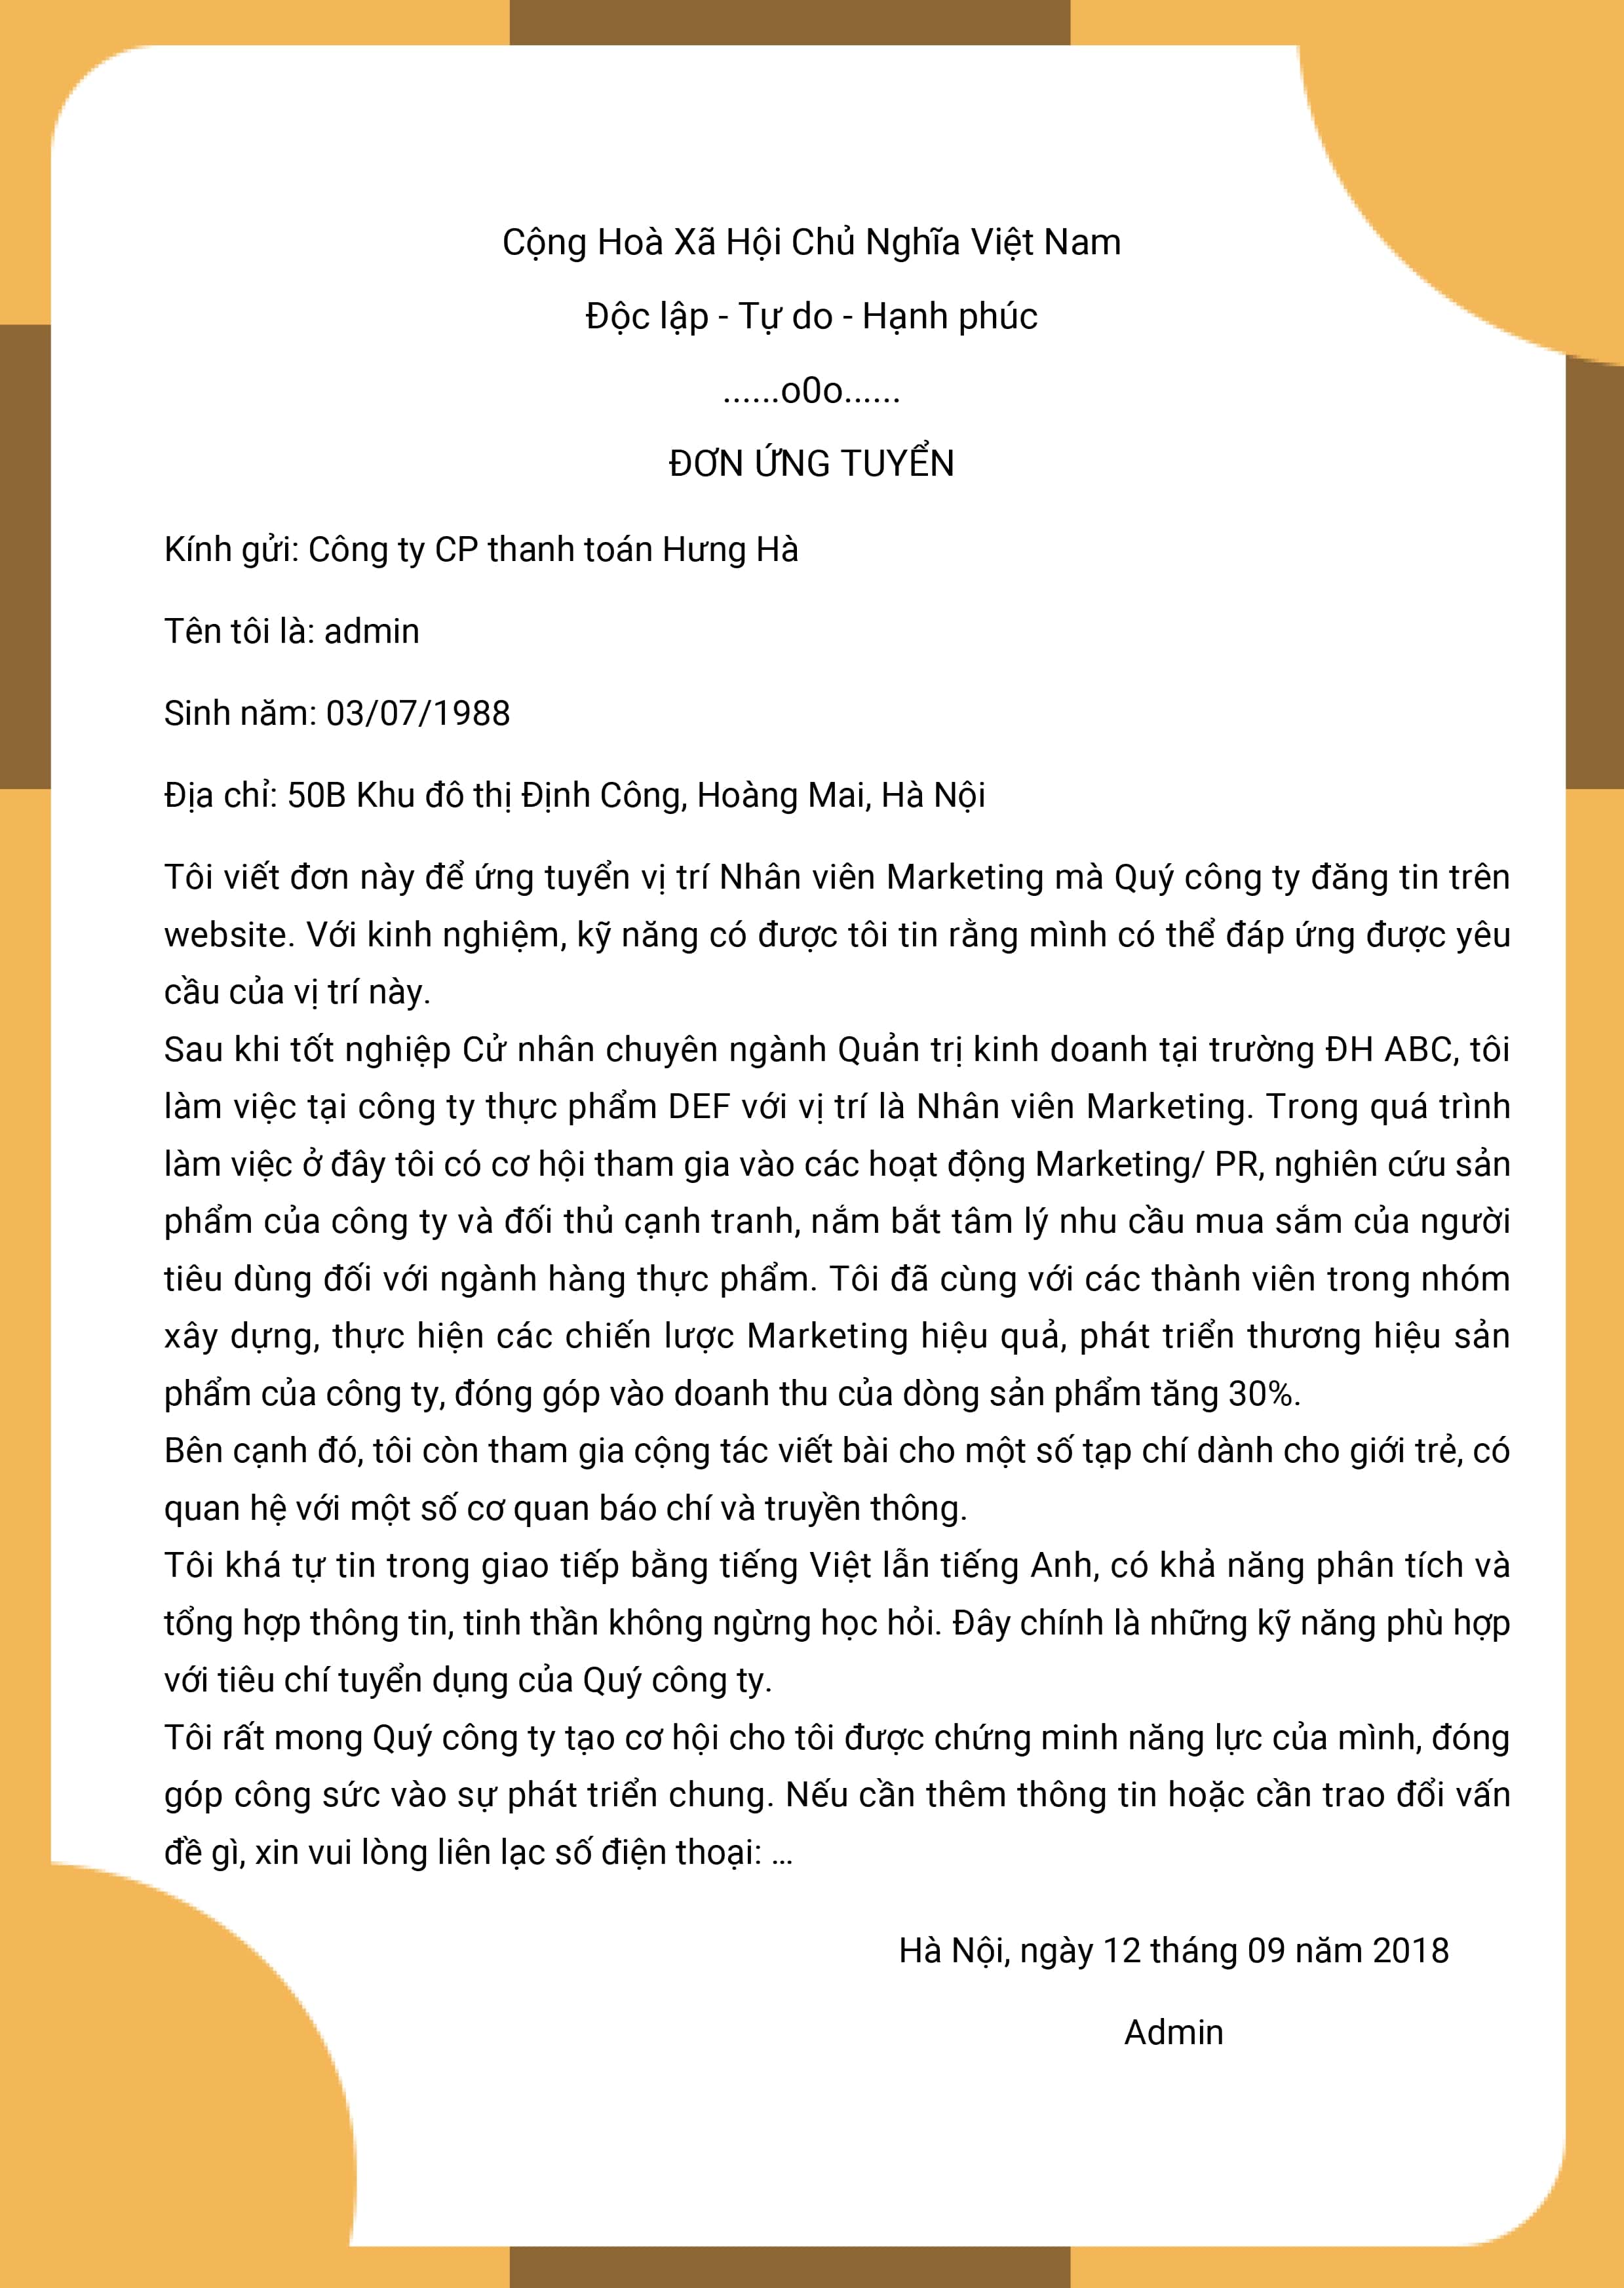 Cộng Hoà Xã Hội Chủ Nghĩa Việt Nam
Độc lập - Tự do - Hạnh phúc
......o0o......
ĐƠN ỨNG TUYỂN
Kính gửi: Công ty CP thanh toán Hưng Hà
Tên tôi là: admin
Sinh năm: 03/07/1988
Địa chỉ: 50B Khu đô thị Định Công, Hoàng Mai, Hà Nội
Tôi viết đơn này để ứng tuyển vị trí Nhân viên Marketing mà Quý công ty đăng tin trên
website. Với kinh nghiệm, kỹ năng có được tôi tin rằng mình có thể đáp ứng được yêu
cầu của vị trí này.
Sau khi tốt nghiệp Cử nhân chuyên ngành Quản trị kinh doanh tại trường ĐH ABC, tôi
làm việc tại công ty thực phẩm DEF với vị trí là Nhân viên Marketing. Trong quá trình
làm việc ở đây tôi có cơ hội tham gia vào các hoạt động Marketing/ PR, nghiên cứu sản
phẩm của công ty và đối thủ cạnh tranh, nắm bắt tâm lý nhu cầu mua sắm của người
tiêu dùng đối với ngành hàng thực phẩm. Tôi đã cùng với các thành viên trong nhóm
xây dựng, thực hiện các chiến lược Marketing hiệu quả, phát triển thương hiệu sản
phẩm của công ty, đóng góp vào doanh thu của dòng sản phẩm tăng 30%.
Bên cạnh đó, tôi còn tham gia cộng tác viết bài cho một số tạp chí dành cho giới trẻ, có
quan hệ với một số cơ quan báo chí và truyền thông.
Tôi khá tự tin trong giao tiếp bằng tiếng Việt lẫn tiếng Anh, có khả năng phân tích và
tổng hợp thông tin, tinh thần không ngừng học hỏi. Đây chính là những kỹ năng phù hợp
với tiêu chí tuyển dụng của Quý công ty.
Tôi rất mong Quý công ty tạo cơ hội cho tôi được chứng minh năng lực của mình, đóng
góp công sức vào sự phát triển chung. Nếu cần thêm thông tin hoặc cần trao đổi vấn
đề gì, xin vui lòng liên lạc số điện thoại: ...
Hà Nội, ngày 12 tháng 09 năm 2018
Admin